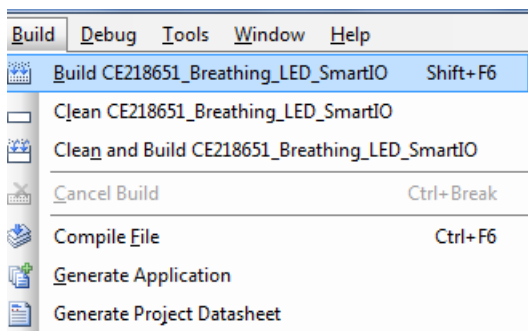 Build Debug Tools Window Help
Build CE218651_Breathing_LED_SmartIO Shift+F6
Clean CE218651_Breathing_LED_SmartIO
Clean and Build CE218651_Breathing_LED_SmartIO
Cancel Build Ctrl+Break
Compile File Ctrl+F6
Generate Application
Generate Project Datasheet